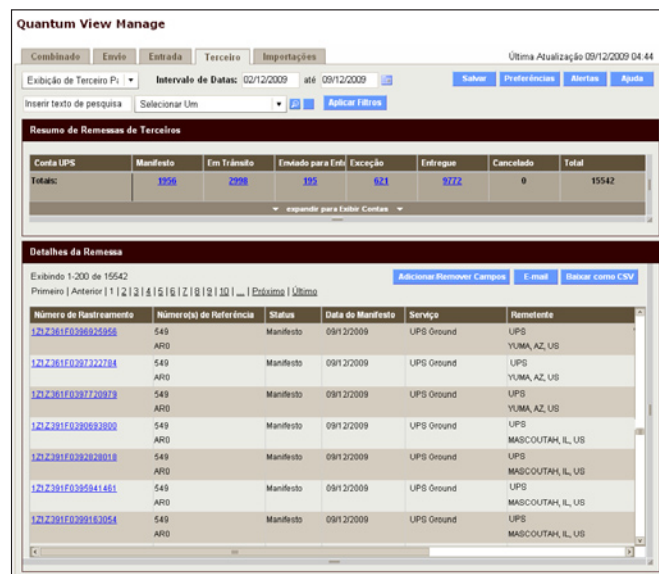 Quantum View Manage
Combinado Envio Entrada Terceiro Importações Última Atualização 09/12/2009 04:44
Exibição de Terceiro Pa Intervalo de Datas: 02/12/2009 até 09/12/2009 Salvar Preferências Alertas Ajuda
Inserir texto de pesquisa Selecionar Um Aplicar Filtros
Resumo de Remessas de Terceiros
Conta UPS Manifesto Em Trânsito Enviado para Entr Exceção Entregue Cancelado Total
Totais: 1956 2998 195 621 9772 0 15542
expandir para Exibir Contas
Detalhes da Remessa
Exibindo 1-200 de 15542 Adicionar/Remover Campos E-mail Baixar como CSV
Primeiro | Anterior | 1 | 2 | 3 | 4 | 5 | 6 | 7 | 8 | 9 | 10 | ... | Próximo | Último
Número de Rastreamento Número(s) de Referência Status Data do Manifesto Serviço Remetente
1Z1Z361F0396925956 549 Manifesto 09/12/2009 UPS Ground UPS
AR0 YUMA, AZ, US
1Z1Z361F0397322784 549 Manifesto 09/12/2009 UPS Ground UPS
AR0 YUMA, AZ, US
1Z1Z361F0397720979 549 Manifesto 09/12/2009 UPS Ground UPS
AR0 YUMA, AZ, US
1Z1Z391F0390693800 549 Manifesto 09/12/2009 UPS Ground UPS
AR0 MASCOUTAH, IL, US
1Z1Z391F0392828018 549 Manifesto 09/12/2009 UPS Ground UPS
AR0 MASCOUTAH, IL, US
1Z1Z391F0395941461 549 Manifesto 09/12/2009 UPS Ground UPS
AR0 MASCOUTAH, IL, US
1Z1Z391F0399163054 549 Manifesto 09/12/2009 UPS Ground UPS
AR0 MASCOUTAH, IL, US